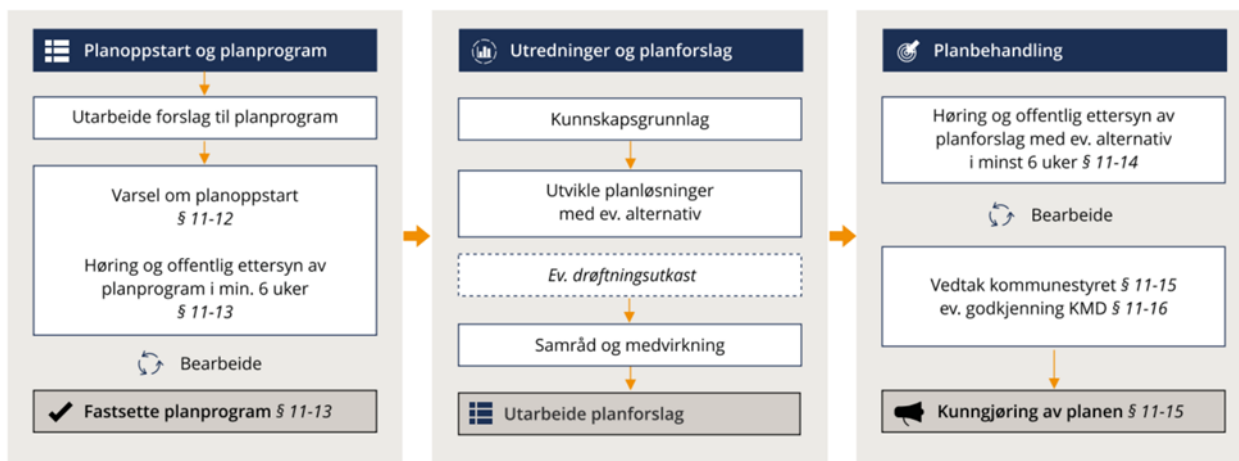 Planoppstart og planprogram
Utarbeide forslag til planprogram
Varsel om planoppstart
§ 11-12
Høring og offentlig ettersyn av
planprogram i min. 6 uker
§ 11-13
Bearbeide
Fastsette planprogram § 11-13
Utredninger og planforslag
Kunnskapsgrunnlag
Utvikle planløsninger
med ev. alternativ
Ev. drøftningsutkast
Samråd og medvirkning
Utarbeide planforslag
Planbehandling
Høring og offentlig ettersyn av
planforslag med ev. alternativ
i minst 6 uker § 11-14
Bearbeide
Vedtak kommunestyret § 11-15
ev. godkjenning KMD § 11-16
Kunngjøring av planen § 11-15